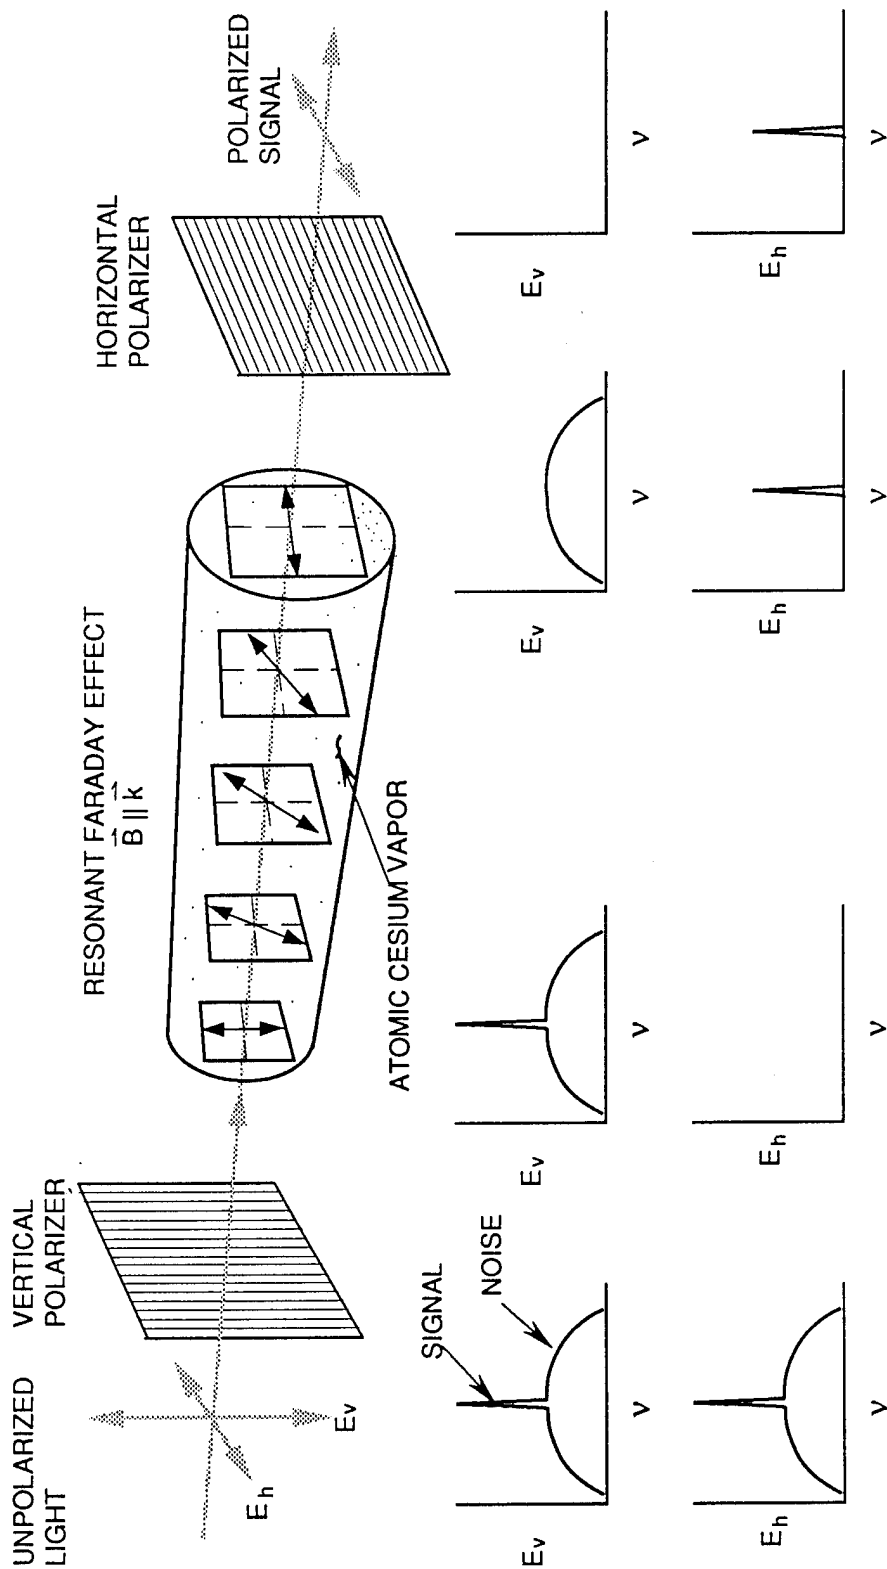 UNPOLARIZED
LIGHT
VERTICAL
POLARIZER
RESONANT FARADAY EFFECT
B || k
HORIZONTAL
POLARIZER
POLARIZED
SIGNAL
Eh
Ev
ATOMIC CESIUM VAPOR
SIGNAL
NOISE
Ev
ν
Ev
ν
Ev
ν
Ev
ν
Eh
ν
Eh
ν
Eh
ν
Eh
ν